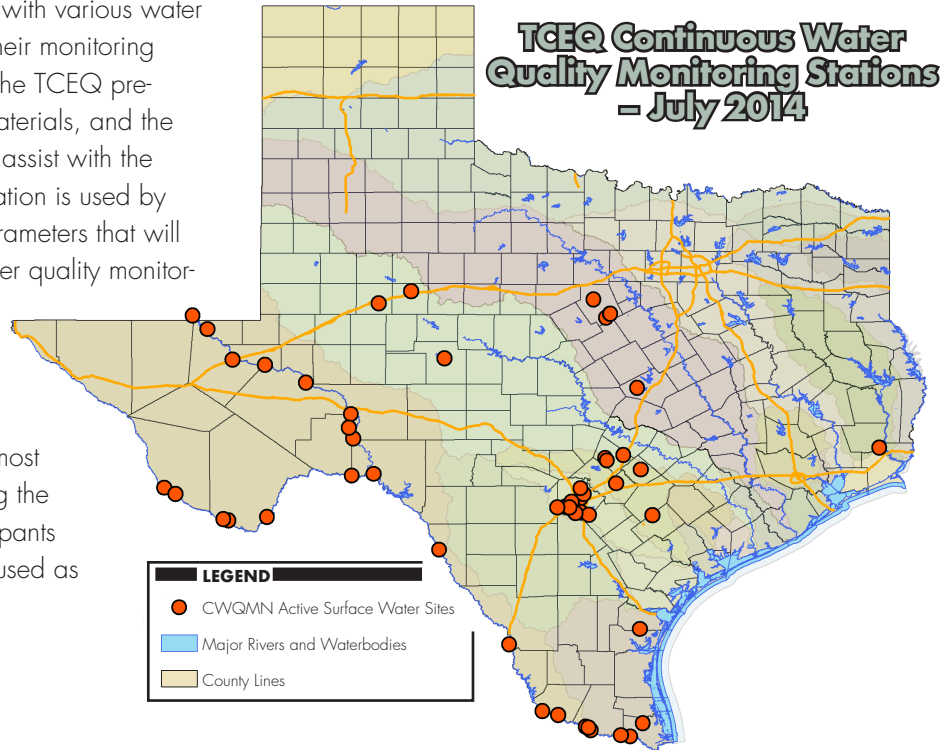 with various water
heir monitoring
he TCEQ pre-
aterials, and the
assist with the
ation is used by
rameters that will
er quality monitor-
most
g the
pants
used as
TCEQ Continuous Water
Quality Monitoring Stations
– July 2014
LEGEND
CWQMN Active Surface Water Sites
Major Rivers and Waterbodies
County Lines